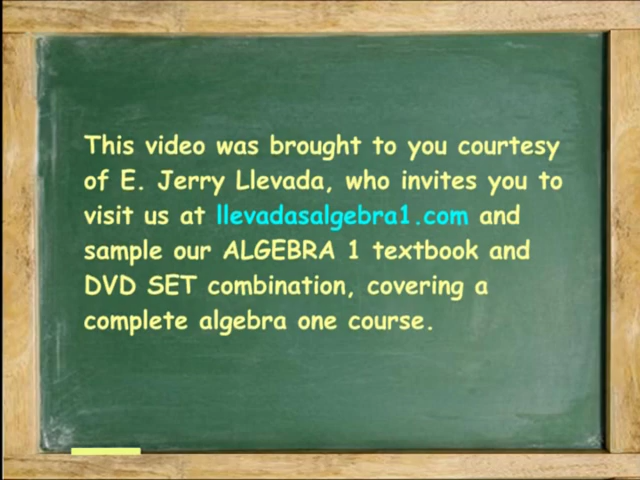 This video was brought to you courtesy
of E. Jerry Llevada, who invites you to
visit us at llevadasalgebra1.com and
sample our ALGEBRA 1 textbook and
DVD SET combination, covering a
complete algebra one course.